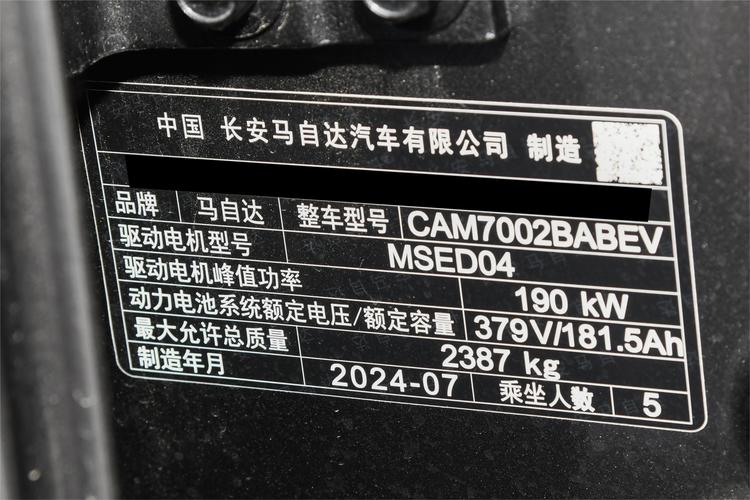 中国 长安马自达汽车有限公司 制造
品牌 马自达 整车型号 CAM7002BABEV
驱动电机型号 MSED04
驱动电机峰值功率 190 kW
动力电池系统额定电压/额定容量 379V/181.5Ah
最大允许总质量 2387 kg
制造年月 2024-07 乘坐人数 5